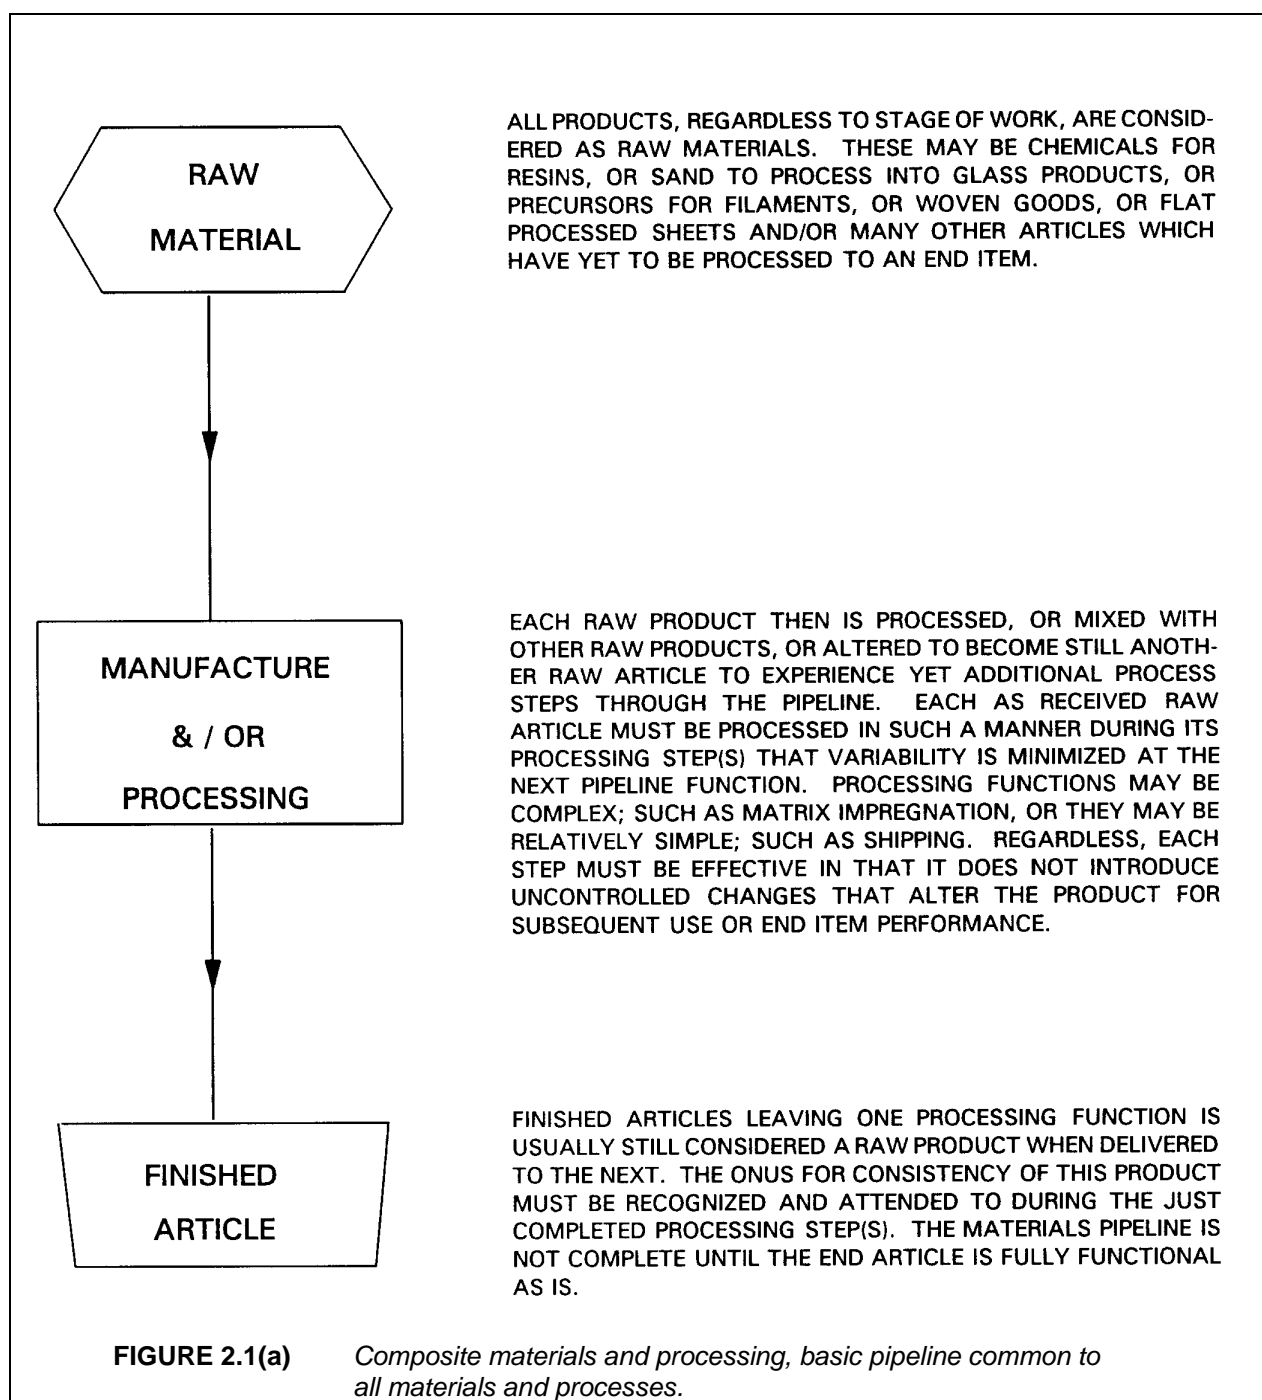 RAW
MATERIAL
ALL PRODUCTS, REGARDLESS TO STAGE OF WORK, ARE CONSID-
ERED AS RAW MATERIALS. THESE MAY BE CHEMICALS FOR
RESINS, OR SAND TO PROCESS INTO GLASS PRODUCTS, OR
PRECURSORS FOR FILAMENTS, OR WOVEN GOODS, OR FLAT
PROCESSED SHEETS AND/OR MANY OTHER ARTICLES WHICH
HAVE YET TO BE PROCESSED TO AN END ITEM.
MANUFACTURE
& / OR
PROCESSING
EACH RAW PRODUCT THEN IS PROCESSED, OR MIXED WITH
OTHER RAW PRODUCTS, OR ALTERED TO BECOME STILL ANOTH-
ER RAW ARTICLE TO EXPERIENCE YET ADDITIONAL PROCESS
STEPS THROUGH THE PIPELINE. EACH AS RECEIVED RAW
ARTICLE MUST BE PROCESSED IN SUCH A MANNER DURING ITS
PROCESSING STEP(S) THAT VARIABILITY IS MINIMIZED AT THE
NEXT PIPELINE FUNCTION. PROCESSING FUNCTIONS MAY BE
COMPLEX; SUCH AS MATRIX IMPREGNATION, OR THEY MAY BE
RELATIVELY SIMPLE; SUCH AS SHIPPING. REGARDLESS, EACH
STEP MUST BE EFFECTIVE IN THAT IT DOES NOT INTRODUCE
UNCONTROLLED CHANGES THAT ALTER THE PRODUCT FOR
SUBSEQUENT USE OR END ITEM PERFORMANCE.
FINISHED
ARTICLE
FINISHED ARTICLES LEAVING ONE PROCESSING FUNCTION IS
USUALLY STILL CONSIDERED A RAW PRODUCT WHEN DELIVERED
TO THE NEXT. THE ONUS FOR CONSISTENCY OF THIS PRODUCT
MUST BE RECOGNIZED AND ATTENDED TO DURING THE JUST
COMPLETED PROCESSING STEP(S). THE MATERIALS PIPELINE IS
NOT COMPLETE UNTIL THE END ARTICLE IS FULLY FUNCTIONAL
AS IS.
FIGURE 2.1(a) Composite materials and processing, basic pipeline common to
all materials and processes.